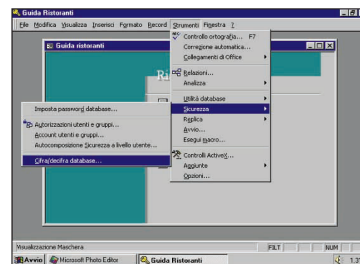 Guida Ristoranti
File Modifica Visualizza Inserisci Formato Record Strumenti Finestra ?
Guida ristoranti
Controllo ortografia... F7
Correzione automatica...
Collegamenti di Office
Relazioni...
Analizza
Utilità database
Sicurezza
Replica
Avvio...
Esegui macro...
Controlli ActiveX...
Aggiunte
Opzioni...
Imposta password database...
Autorizzazioni utenti e gruppi...
Account utenti e gruppi...
Autocomposizione Sicurezza a livello utente...
Cifra/decifra database...
Visualizzazione Maschera FILT NUM
Avvio Microsoft Photo Editor Guida Ristoranti